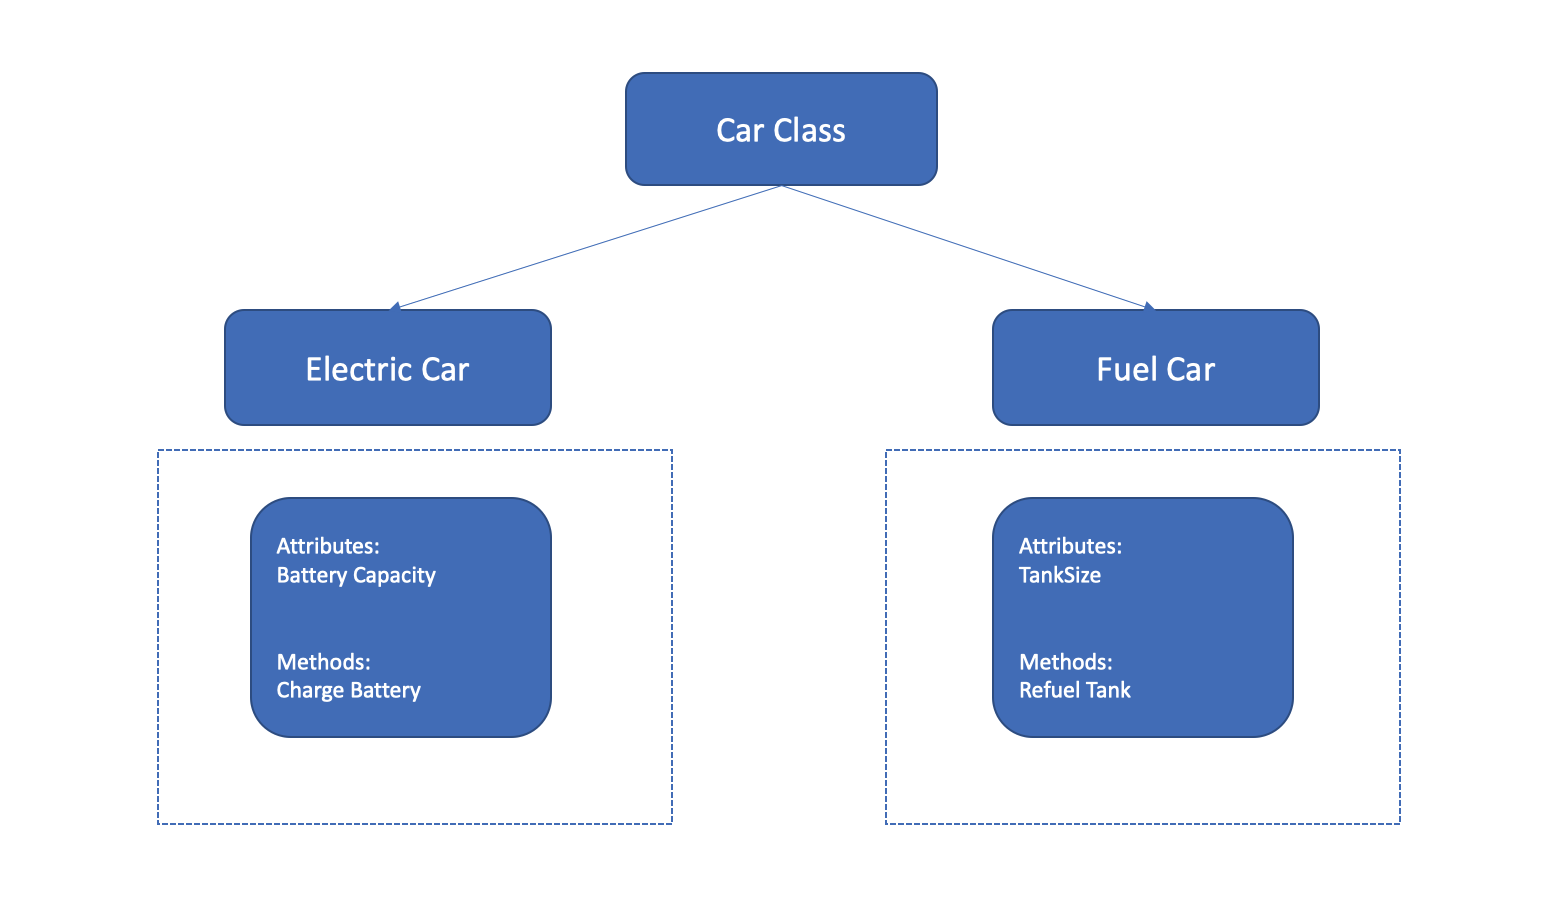 Car Class
Electric Car
Fuel Car
Attributes:
Battery Capacity
Methods:
Charge Battery
Attributes:
TankSize
Methods:
Refuel Tank